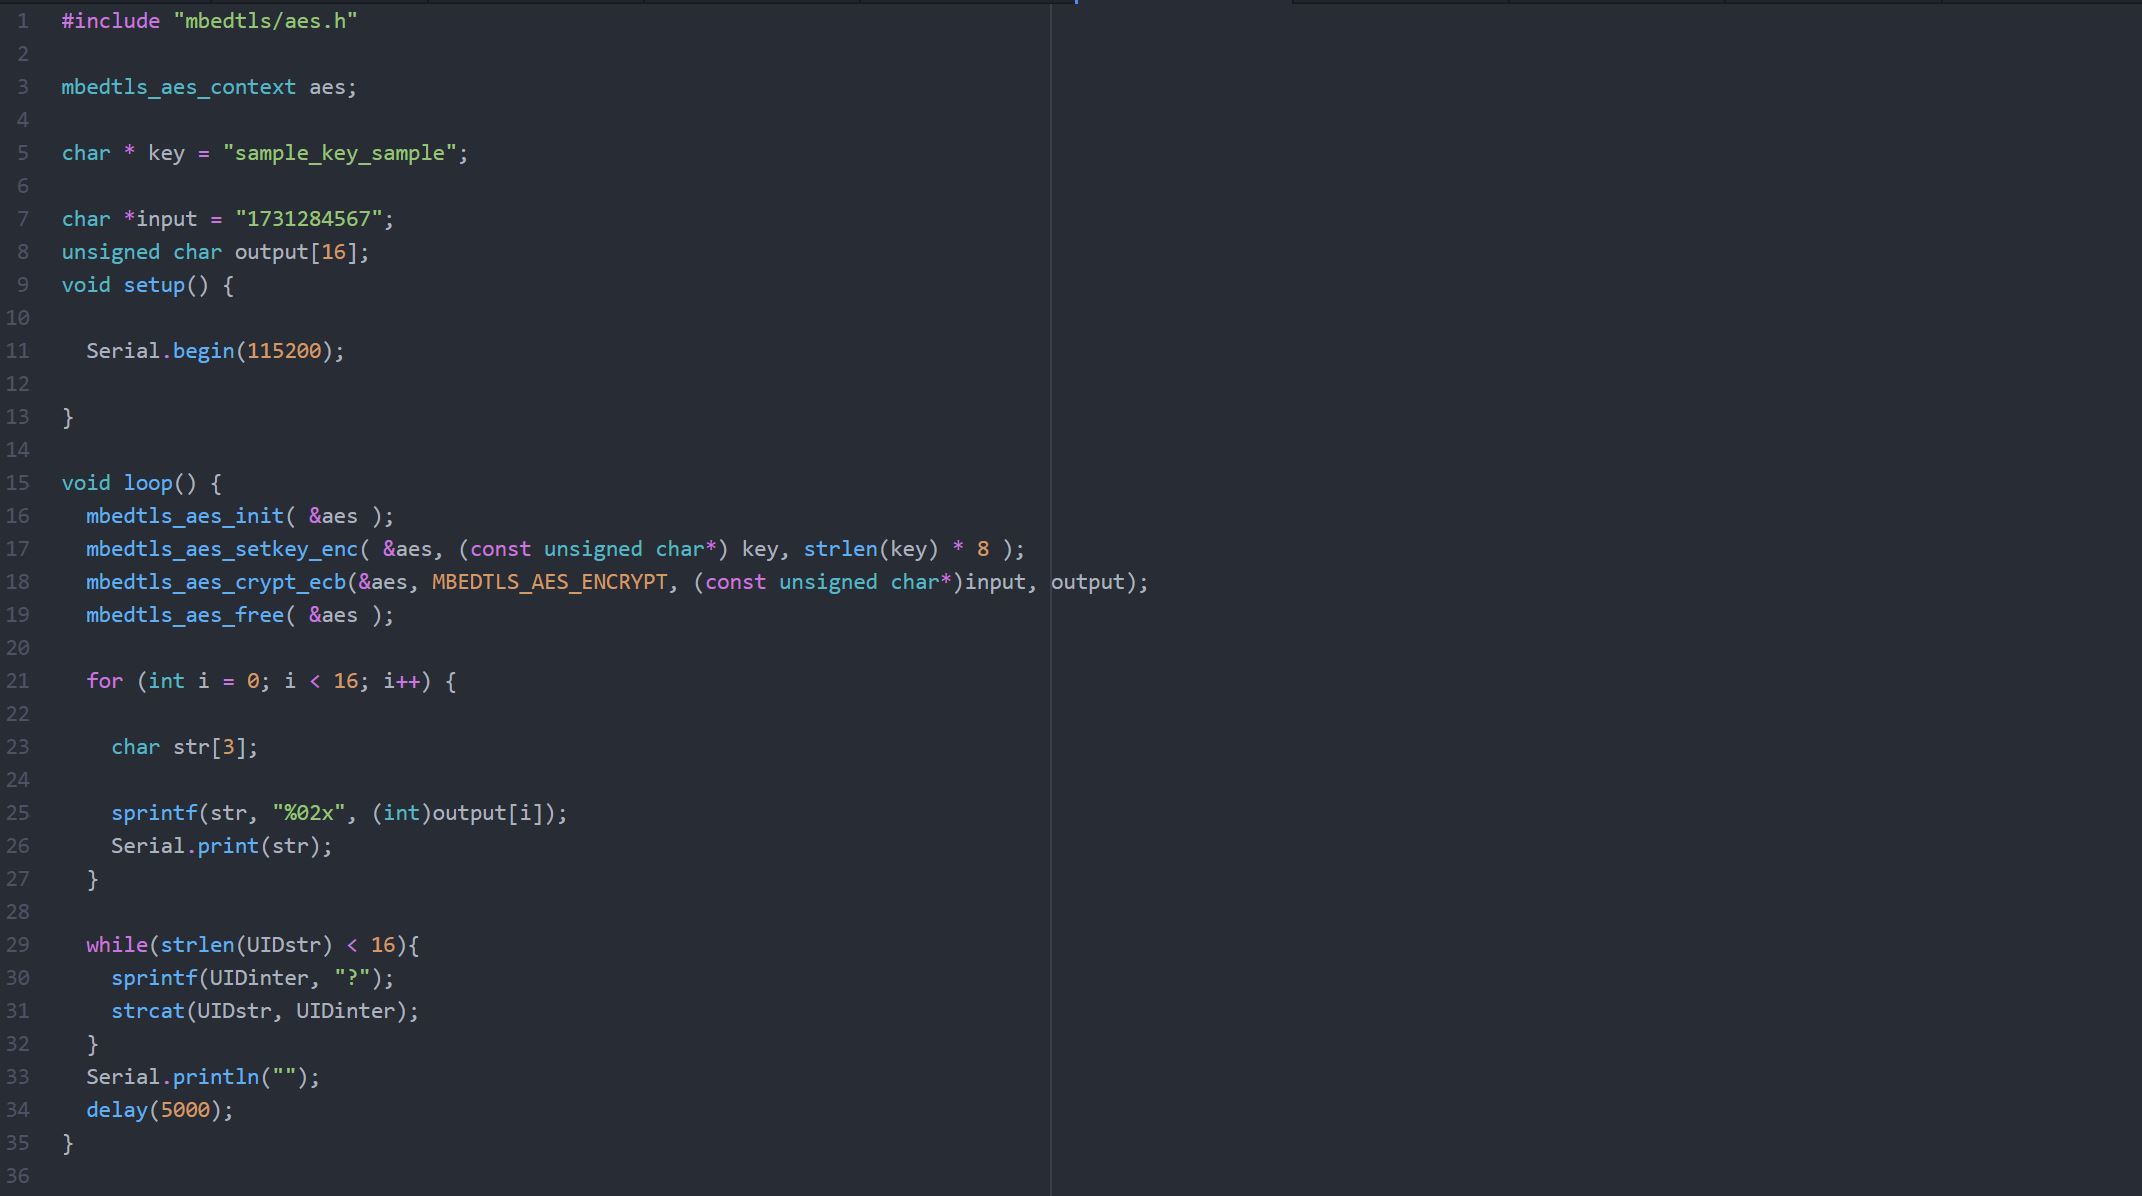 1 #include "mbedtls/aes.h"
2
3 mbedtls_aes_context aes;
4
5 char * key = "sample_key_sample";
6
7 char *input = "1731284567";
8 unsigned char output[16];
9 void setup() {
10
11   Serial.begin(115200);
12
13 }
14
15 void loop() {
16   mbedtls_aes_init( &aes );
17   mbedtls_aes_setkey_enc( &aes, (const unsigned char*) key, strlen(key) * 8 );
18   mbedtls_aes_crypt_ecb(&aes, MBEDTLS_AES_ENCRYPT, (const unsigned char*)input, output);
19   mbedtls_aes_free( &aes );
20
21   for (int i = 0; i < 16; i++) {
22
23     char str[3];
24
25     sprintf(str, "%02x", (int)output[i]);
26     Serial.print(str);
27   }
28
29   while(strlen(UIDstr) < 16){
30     sprintf(UIDinter, "?");
31     strcat(UIDstr, UIDinter);
32   }
33   Serial.println("");
34   delay(5000);
35 }
36